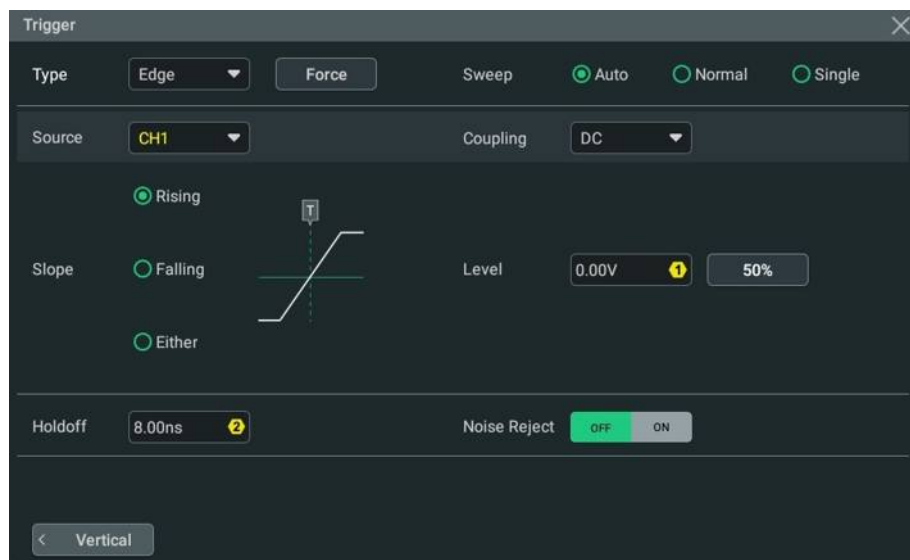 Trigger
Type Edge Force Sweep Auto Normal Single
Source CH1 Coupling DC
Rising
T
Slope Falling Level 0.00V 1 50%
Either
Holdoff 8.00ns 2 Noise Reject OFF ON
Vertical